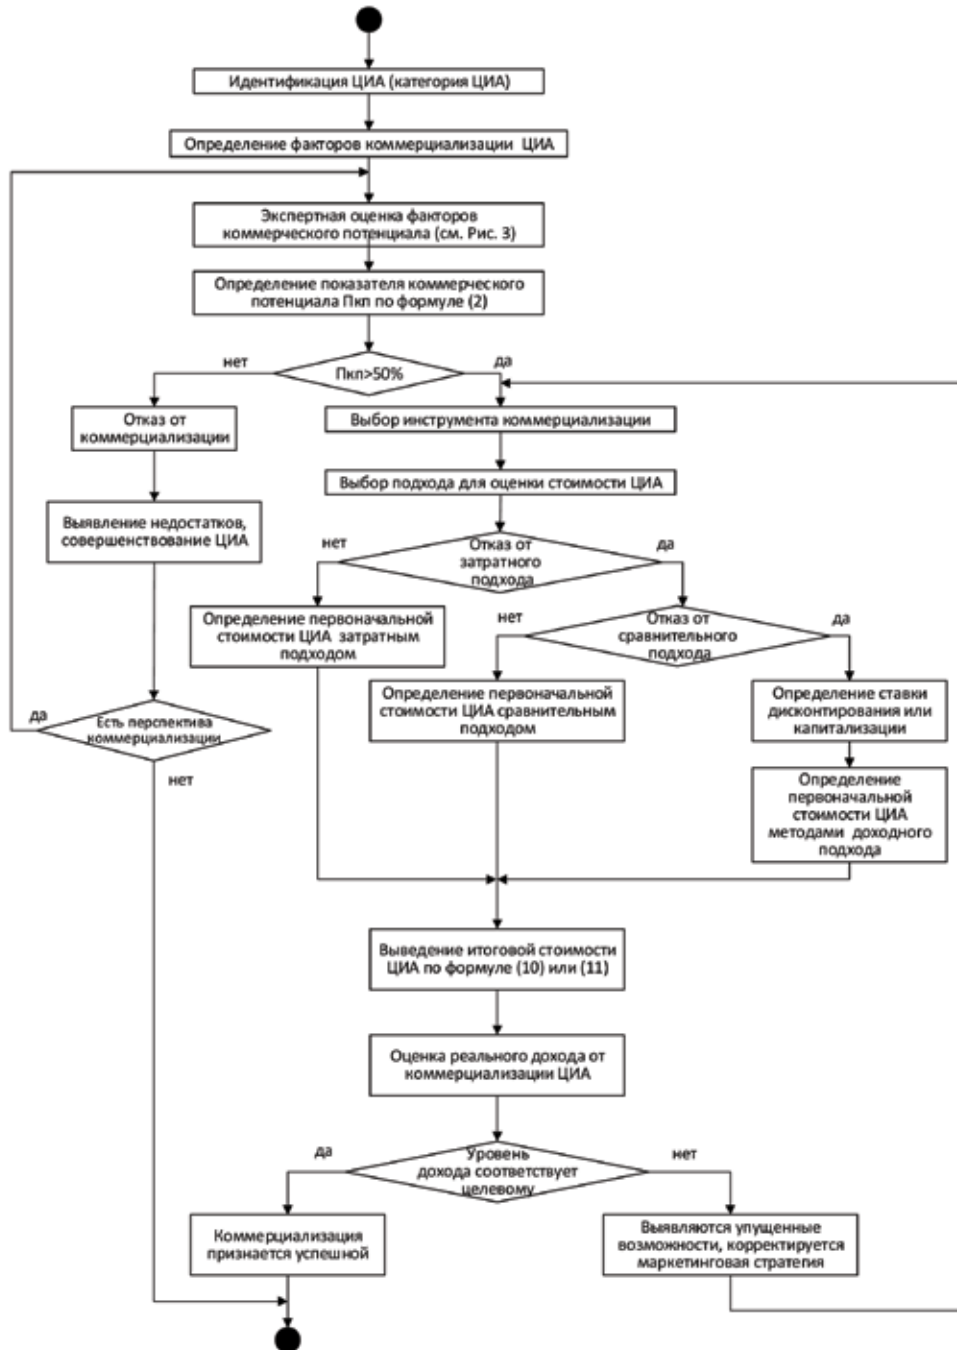 Идентификация ЦИА (категория ЦИА)
Определение факторов коммерциализации ЦИА
Экспертная оценка факторов
коммерческого потенциала (см. Рис. 3)
Определение показателя коммерческого
потенциала Пкп по формуле (2)
нет
да
Пкп>50%
Отказ от
коммерциализации
Выбор инструмента коммерциализации
Выбор подхода для оценки стоимости ЦИА
Выявление недостатков,
совершенствование ЦИА
нет
да
Отказ от
затратного
подхода
Определение первоначальной
стоимости ЦИА затратным
подходом
нет
да
Отказ от
сравнительного
подхода
Определение первоначальной
стоимости ЦИА сравнительным
подходом
Определение ставки
дисконтирования или
капитализации
да
Есть перспектива
коммерциализации
нет
Определение
первоначальной
стоимости ЦИА
методами доходного
подхода
Выведение итоговой стоимости
ЦИА по формуле (10) или (11)
Оценка реального дохода от
коммерциализации ЦИА
да
нет
Уровень
дохода соответствует
целевому
Коммерциализация
признается успешной
Выявляются упущенные
возможности, корректируется
маркетинговая стратегия